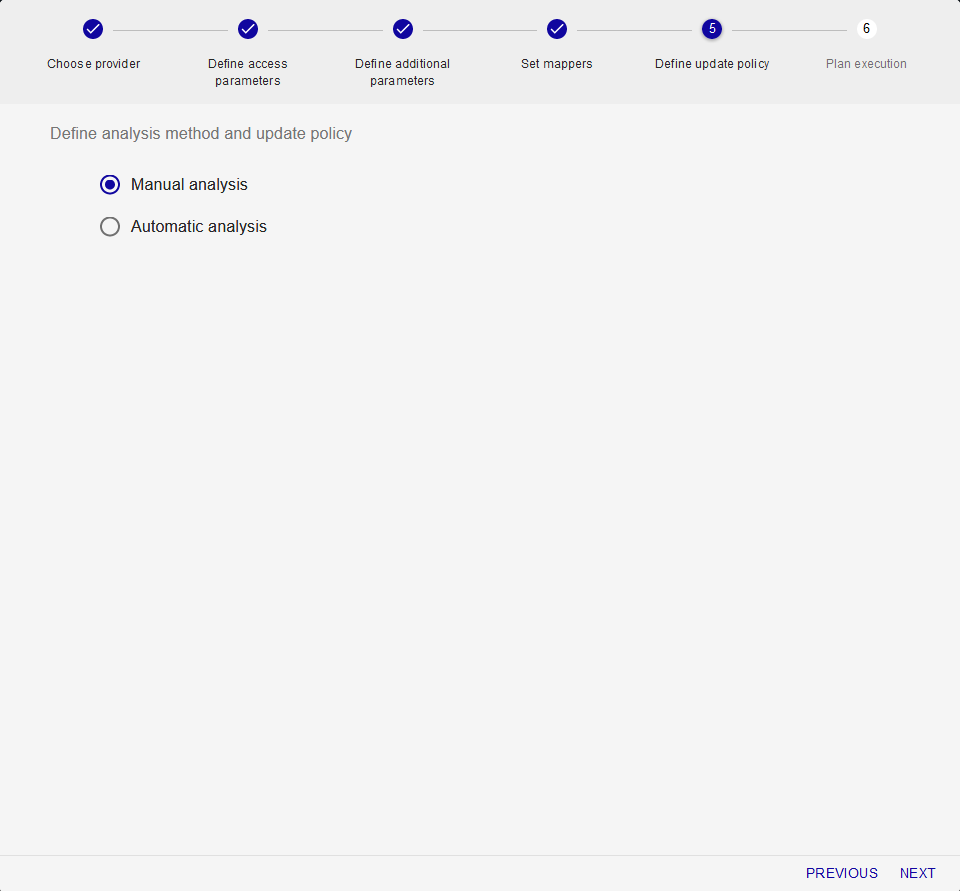 5
6
Choose provider
Define access
parameters
Define additional
parameters
Set mappers
Define update policy
Plan execution
Define analysis method and update policy
Manual analysis
Automatic analysis
PREVIOUS
NEXT